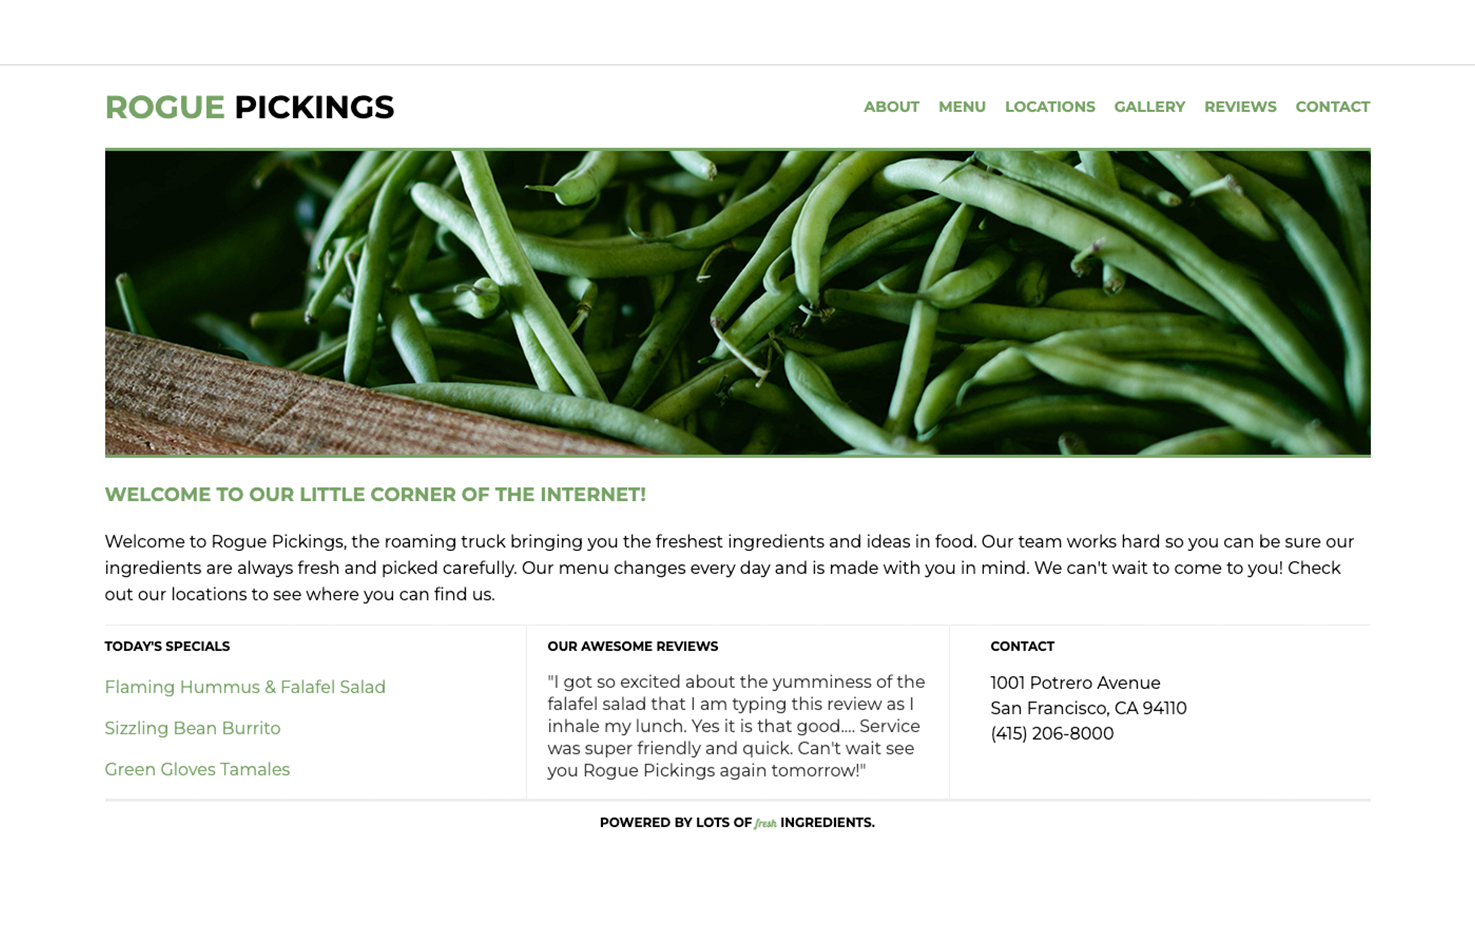 ROGUE PICKINGS
ABOUT MENU LOCATIONS GALLERY REVIEWS CONTACT
WELCOME TO OUR LITTLE CORNER OF THE INTERNET!
Welcome to Rogue Pickings, the roaming truck bringing you the freshest ingredients and ideas in food. Our team works hard so you can be sure our
ingredients are always fresh and picked carefully. Our menu changes every day and is made with you in mind. We can't wait to come to you! Check
out our locations to see where you can find us.
TODAY'S SPECIALS
Flaming Hummus & Falafel Salad
Sizzling Bean Burrito
Green Gloves Tamales
OUR AWESOME REVIEWS
"I got so excited about the yumminess of the
falafel salad that I am typing this review as I
inhale my lunch. Yes it is that good.... Service
was super friendly and quick. Can't wait see
you Rogue Pickings again tomorrow!"
CONTACT
1001 Potrero Avenue
San Francisco, CA 94110
(415) 206-8000
POWERED BY LOTS OF fresh INGREDIENTS.